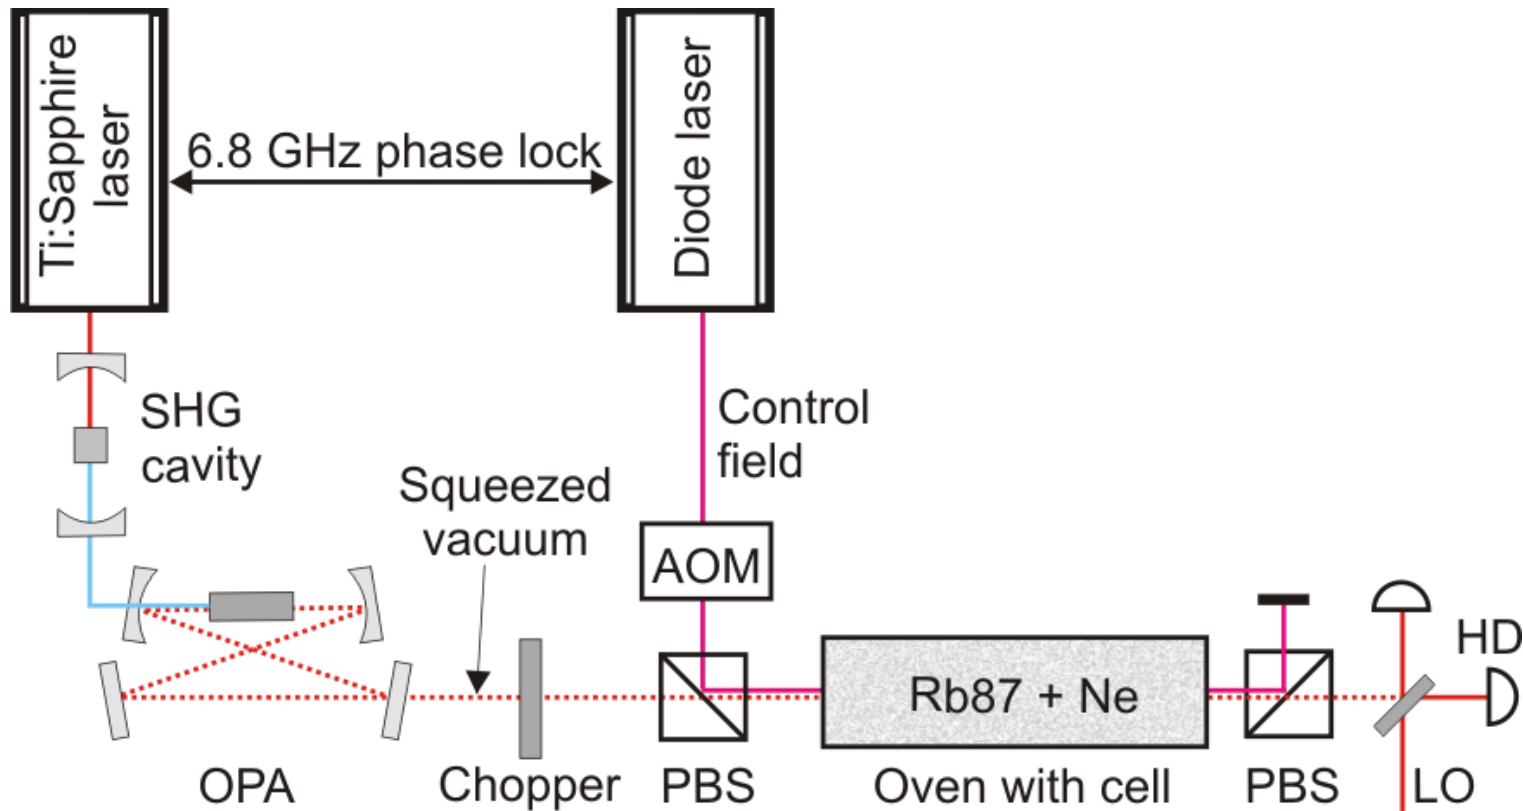 Ti:Sapphire
laser
6.8 GHz phase lock
Diode laser
SHG
cavity
Control
field
Squeezed
vacuum
AOM
HD
Rb87 + Ne
OPA
Chopper
PBS
Oven with cell
PBS
LO